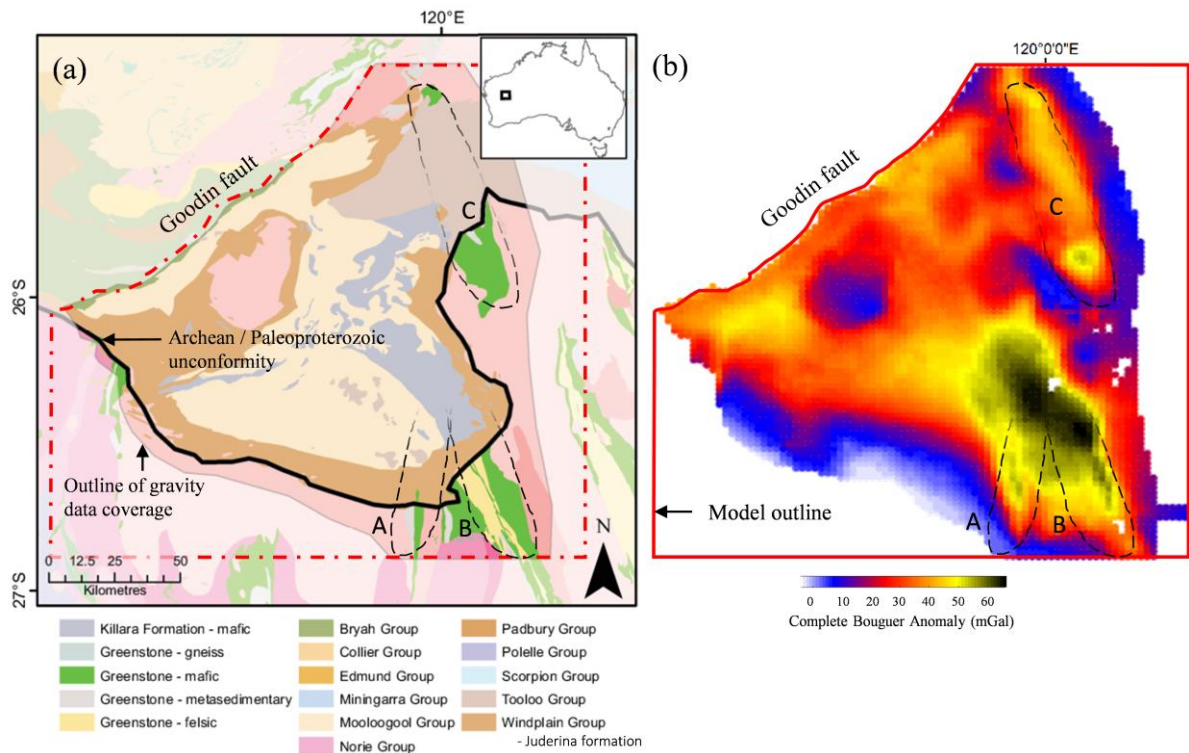 (a)
120°E
Goodin fault
C
26°S
Archean / Paleoproterozoic
unconformity
Outline of gravity
data coverage
A
B
N
0 12.5 25 50
Kilometres
27°S
Killara Formation - mafic
Greenstone - gneiss
Greenstone - mafic
Greenstone - metasedimentary
Greenstone - felsic
Bryah Group
Collier Group
Edmund Group
Miningarra Group
Mooloogool Group
Norie Group
Padbury Group
Polelle Group
Scorpion Group
Tooloo Group
Windplain Group
- Juderina formation
(b)
120°0'0"E
Goodin fault
C
Model outline
A
B
0 10 20 30 40 50 60
Complete Bouguer Anomaly (mGal)